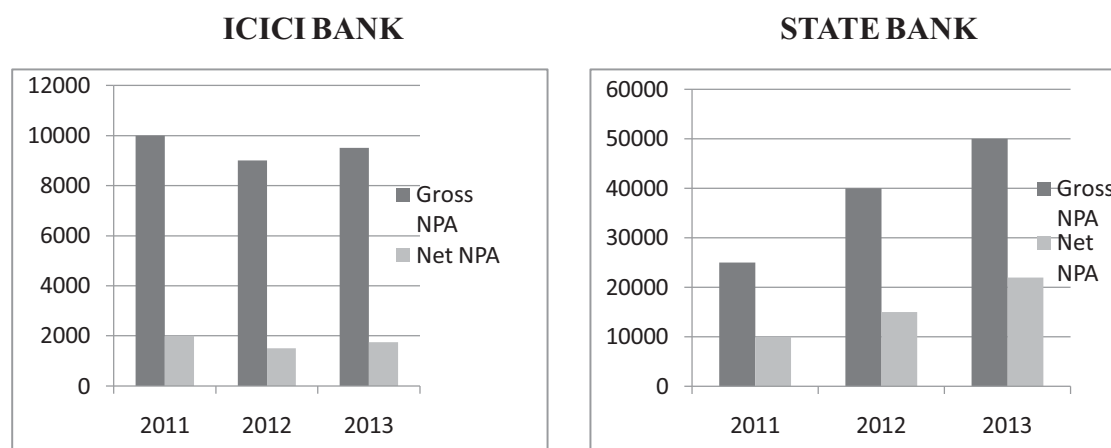 ICICI BANK
12000
10000
8000
6000
4000
2000
0
2011 2012 2013
Gross
NPA
Net NPA
STATE BANK
60000
50000
40000
30000
20000
10000
0
2011 2012 2013
Gross
NPA
Net
NPA